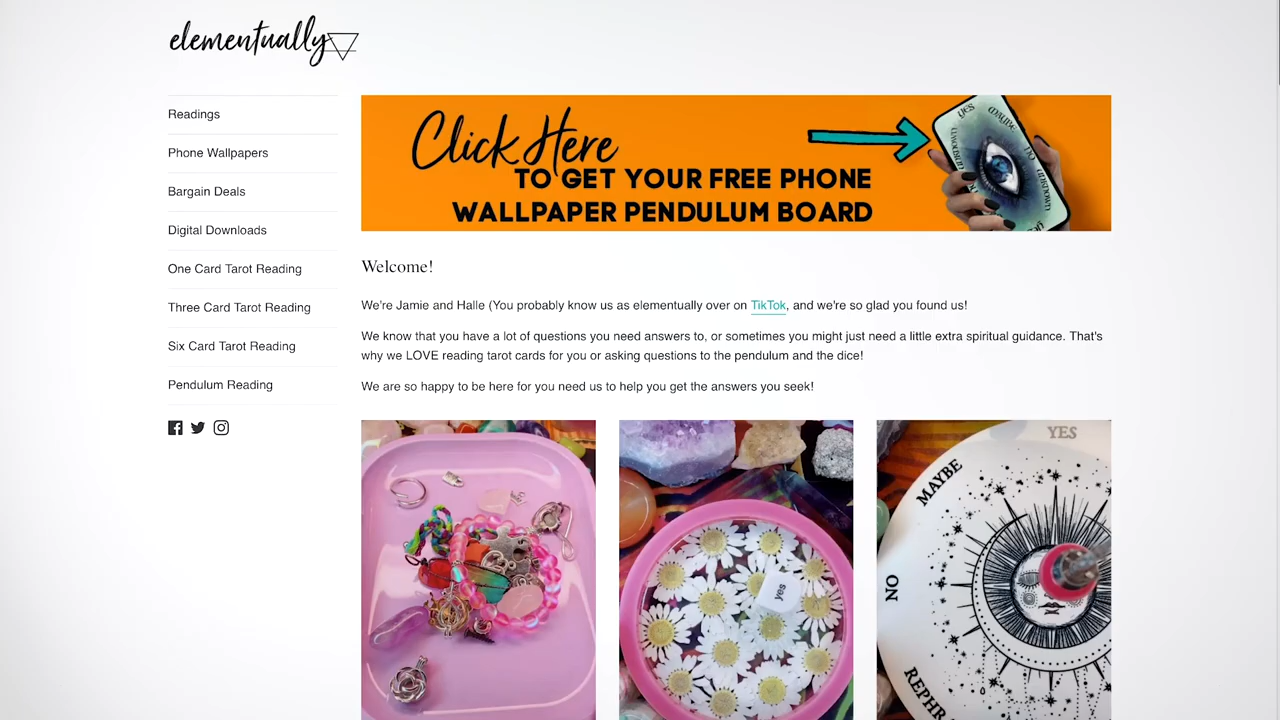 elementually
Readings
Phone Wallpapers
Bargain Deals
Digital Downloads
One Card Tarot Reading
Three Card Tarot Reading
Six Card Tarot Reading
Pendulum Reading
Click Here
TO GET YOUR FREE PHONE
WALLPAPER PENDULUM BOARD
yes
maybe
no
unknown
unknown
Welcome!
We're Jamie and Halle (You probably know us as elementually over on TikTok, and we're so glad you found us!
We know that you have a lot of questions you need answers to, or sometimes you might just need a little extra spiritual guidance. That's
why we LOVE reading tarot cards for you or asking questions to the pendulum and the dice!
We are so happy to be here for you need us to help you get the answers you seek!
yes
YES
MAYBE
NO
REPHR